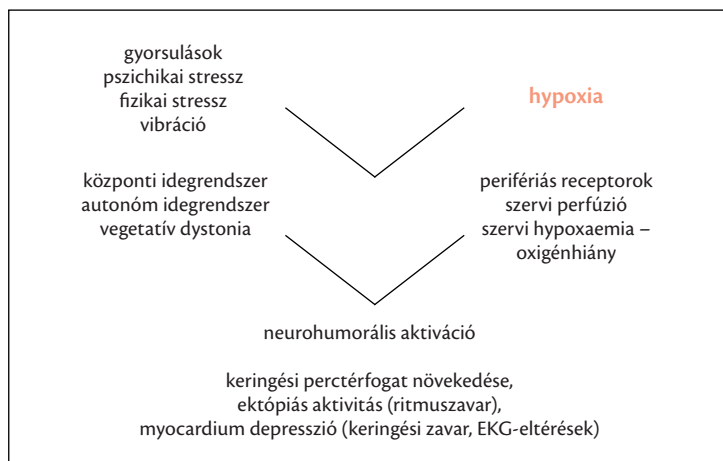 gyorsulások
pszichikai stressz
fizikai stressz
vibráció
hypoxia
központi idegrendszer
autonóm idegrendszer
vegetatív dystonia
perifériás receptorok
szervi perfúzió
szervi hypoxaemia –
oxigénhiány
neurohumorális aktiváció
keringési perctérfogat növekedése,
ektópiás aktivitás (ritmuszavar),
myocardium depresszió (keringési zavar, EKG-eltérések)